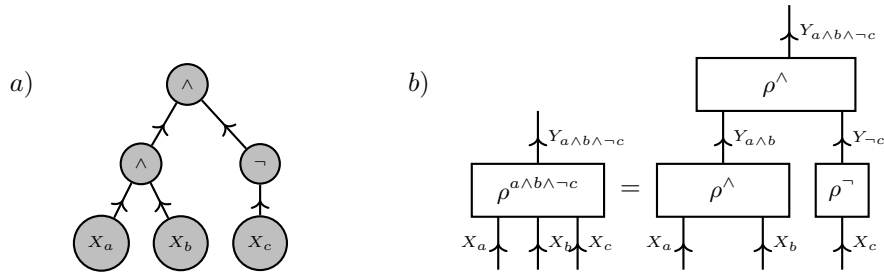 a)
∧
∧ ¬
X_a X_b X_c
b)
Y_{a∧b∧¬c}
ρ^{a∧b∧¬c}
X_a X_b X_c
=
Y_{a∧b∧¬c}
ρ^∧
Y_{a∧b} Y_{¬c}
ρ^∧ ρ^¬
X_a X_b X_c